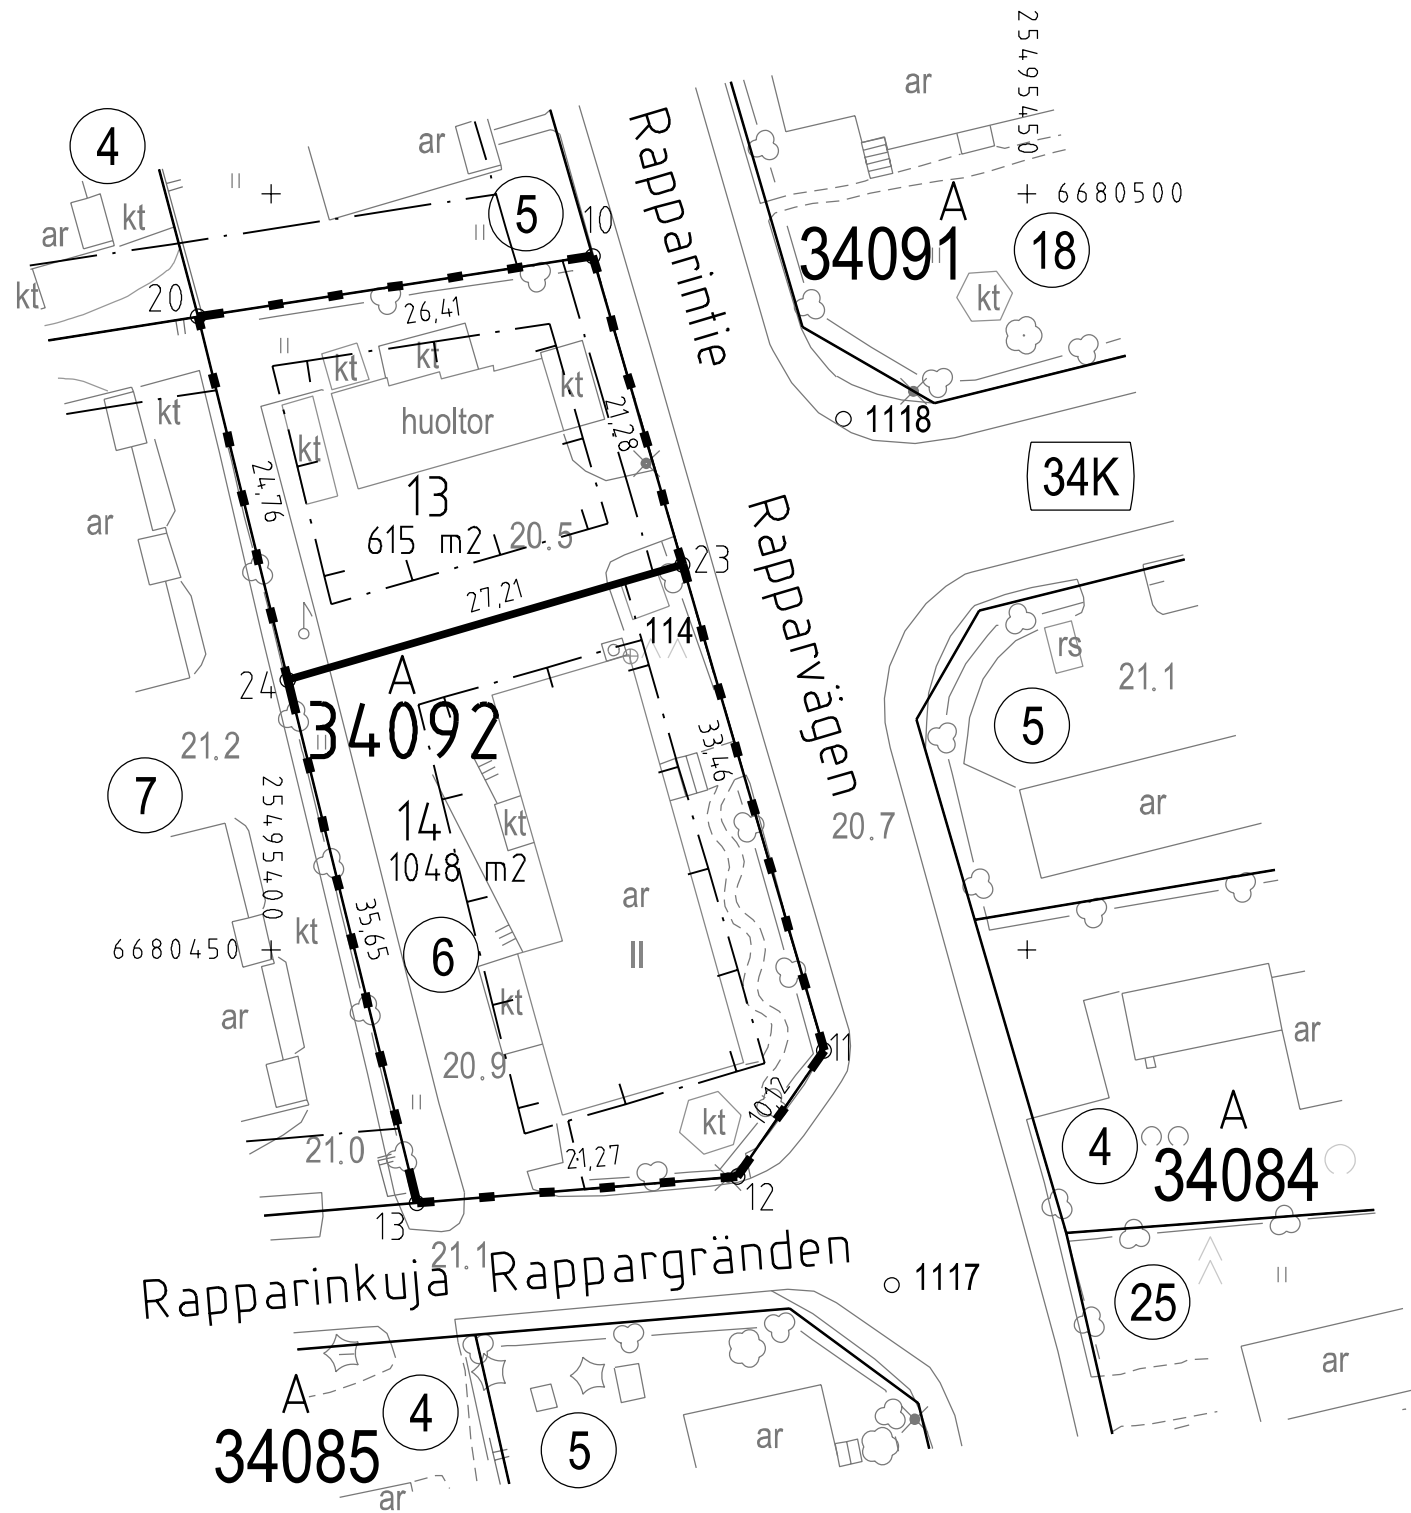 25495450
ar
Rapparintie
4
ar
A
6680500
kt
5
10
ar
34091
18
kt
kt
20
26,41
kt
kt
kt
kt
1118
kt
huoltor
21,28
kt
24,76
13
34K
ar
615 m2
20.5
Rapparvägen
23
27,21
114
rs
24
A
21.1
34092
5
21.2
33,46
7
14
kt
ar
20.7
25495400
1048 m2
ar
35,65
II
kt
6
6680450
kt
ar
ar
11
20.9
10,12
kt
A
21.0
4
21,27
34084
12
13
21.1
Rapparinkuja Rappargränden
1117
25
A
ar
4
34085
5
ar
ar